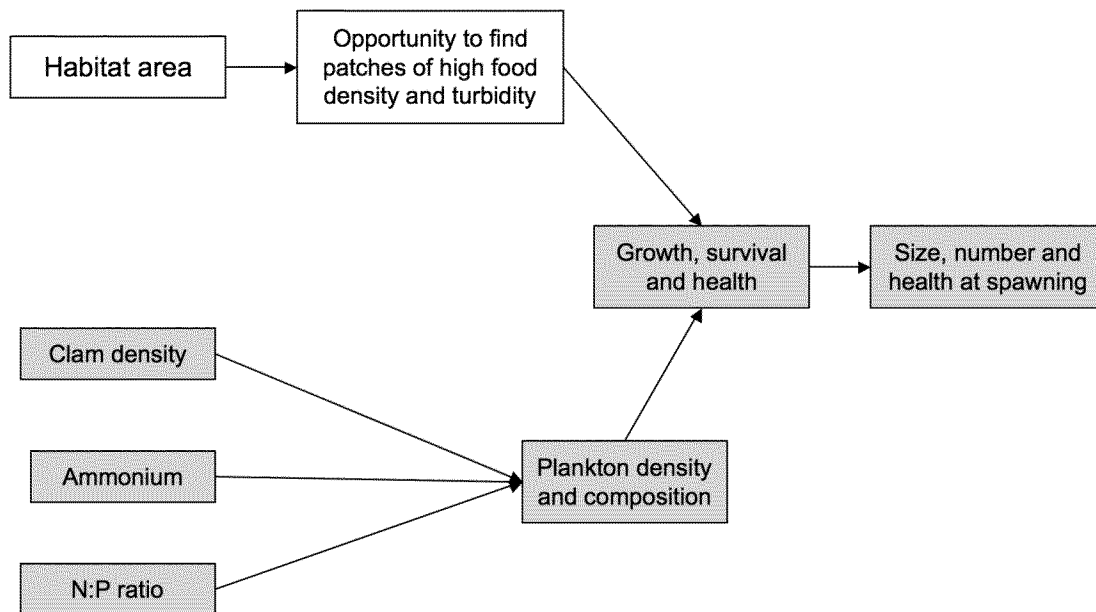 Habitat area
Opportunity to find
patches of high food
density and turbidity
Growth, survival
and health
Size, number and
health at spawning
Clam density
Ammonium
Plankton density
and composition
N:P ratio